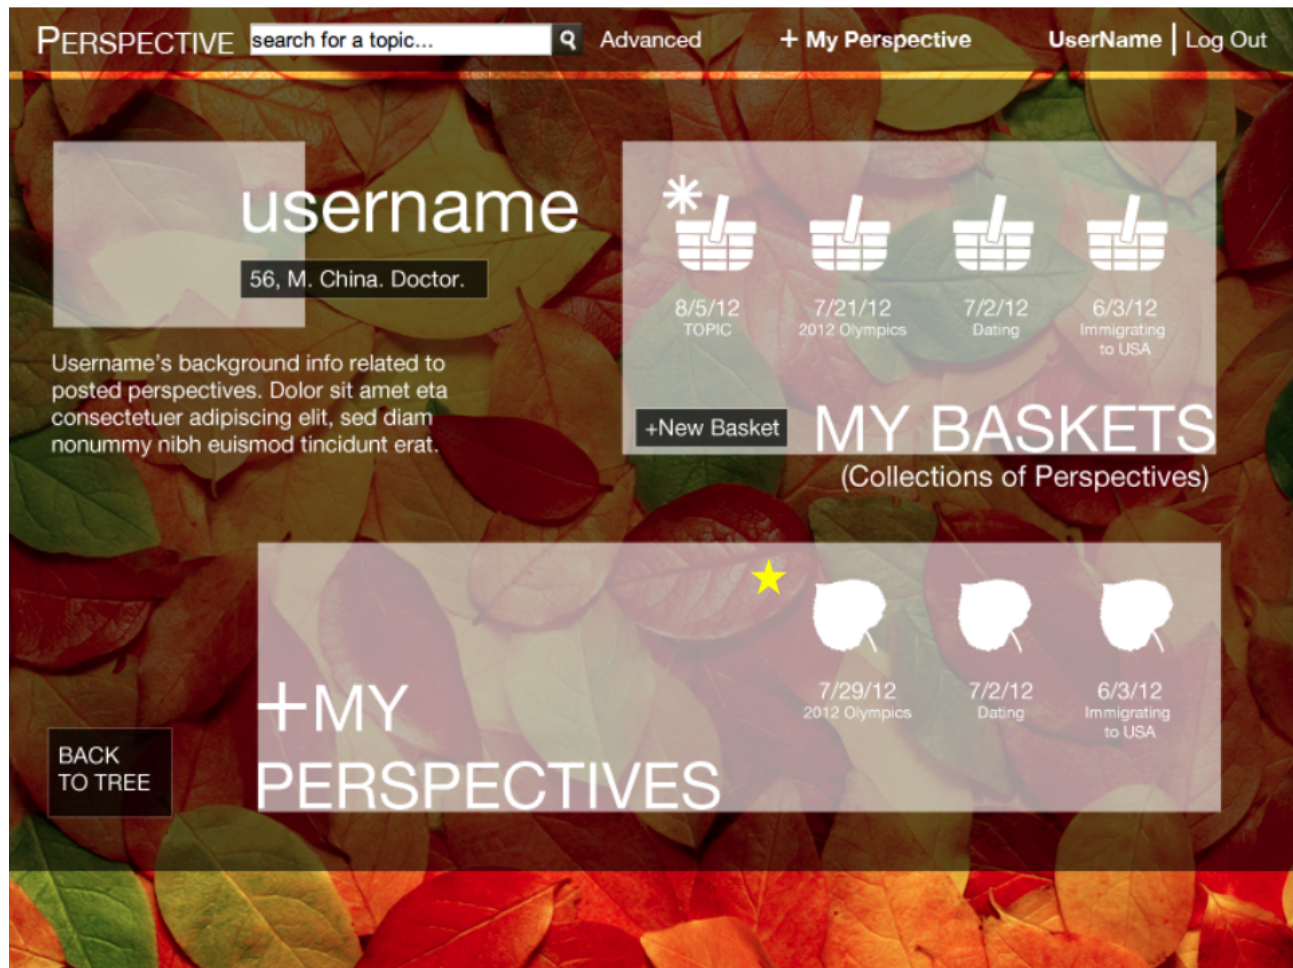 PERSPECTIVE
search for a topic...
Advanced
+ My Perspective
UserName | Log Out
username
56, M. China. Doctor.
Username's background info related to
posted perspectives. Dolor sit amet eta
consectetuer adipiscing elit, sed diam
nonummy nibh euismod tincidunt erat.
8/5/12
TOPIC
7/21/12
2012 Olympics
7/2/12
Dating
6/3/12
Immigrating
to USA
+New Basket
MY BASKETS
(Collections of Perspectives)
7/29/12
2012 Olympics
7/2/12
Dating
6/3/12
Immigrating
to USA
+MY
PERSPECTIVES
BACK
TO TREE